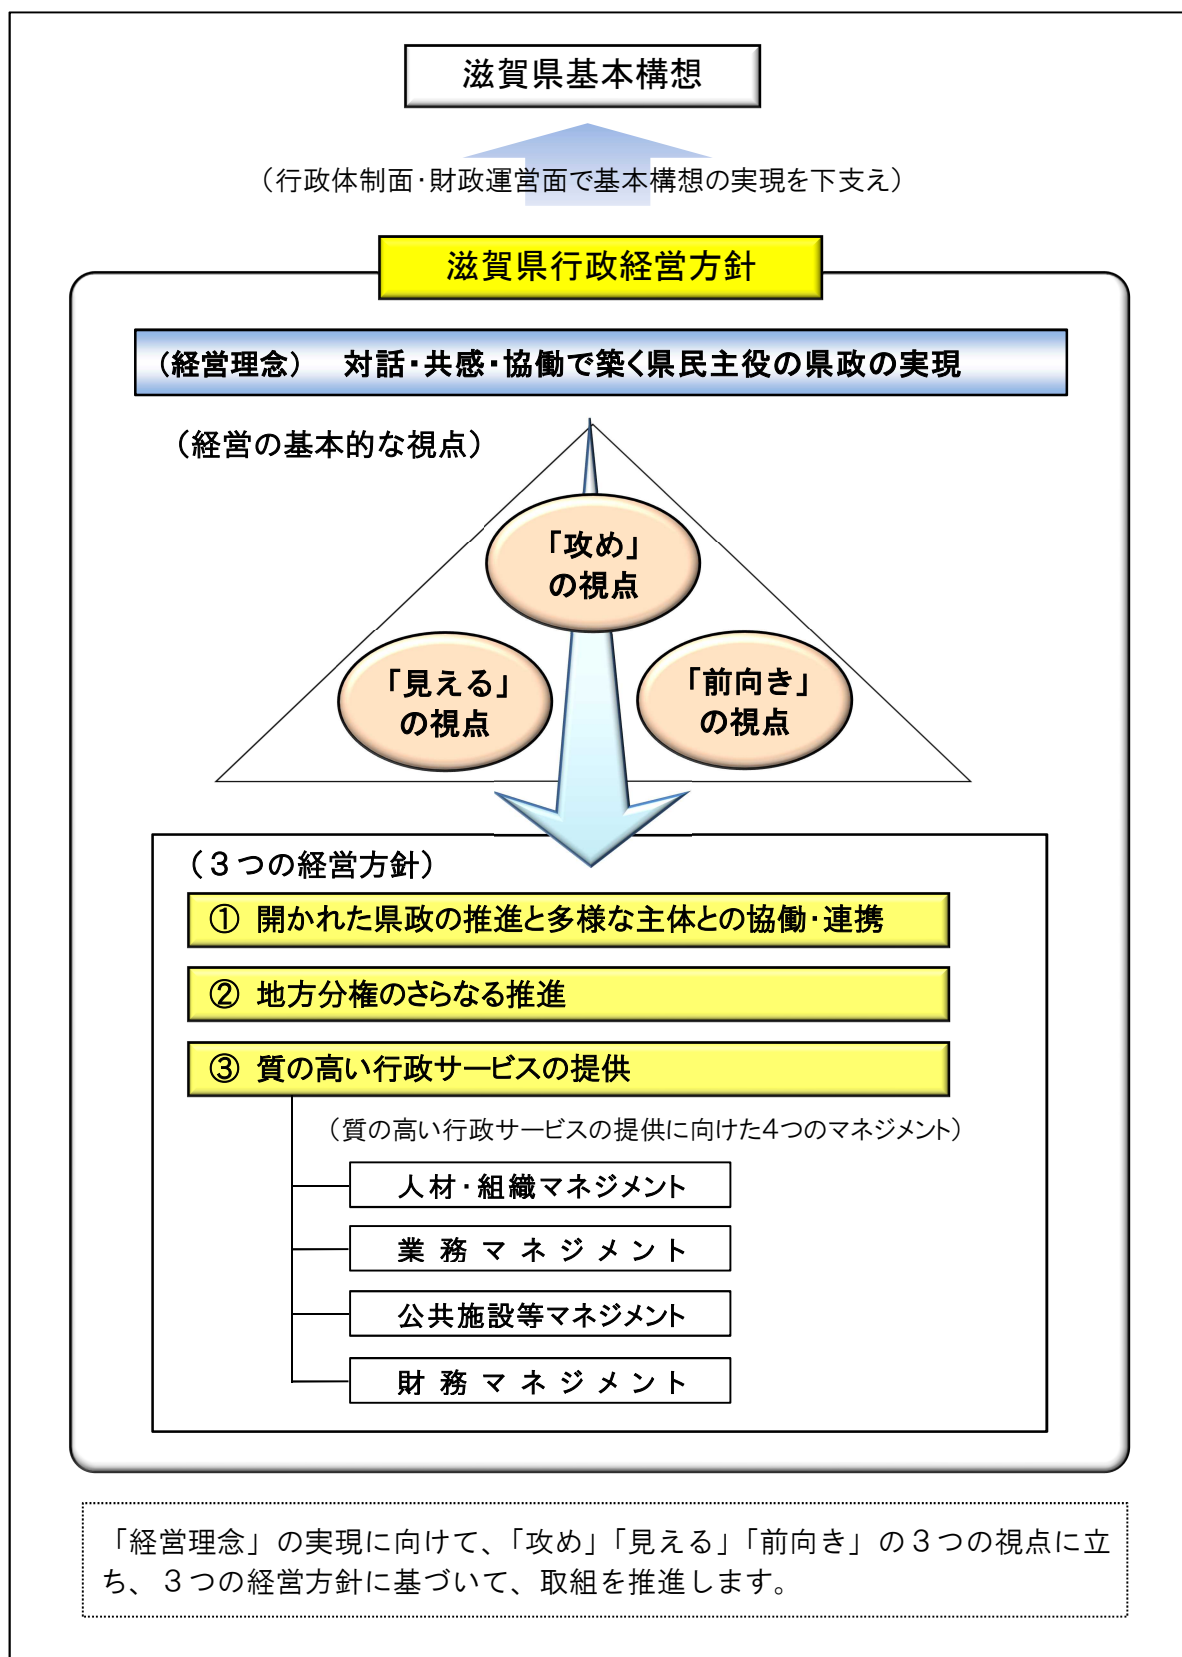 滋賀県基本構想
（行政体制面・財政運営面で基本構想の実現を下支え）
滋賀県行政経営方針
（経営理念）　対話・共感・協働で築く県民主役の県政の実現
（経営の基本的な視点）
「攻め」
の視点
「見える」
の視点
「前向き」
の視点
（３つの経営方針）
① 開かれた県政の推進と多様な主体との協働・連携
② 地方分権のさらなる推進
③ 質の高い行政サービスの提供
（質の高い行政サービスの提供に向けた4つのマネジメント）
人材・組織マネジメント
業務マネジメント
公共施設等マネジメント
財務マネジメント
「経営理念」の実現に向けて、「攻め」「見える」「前向き」の３つの視点に立
ち、３つの経営方針に基づいて、取組を推進します。